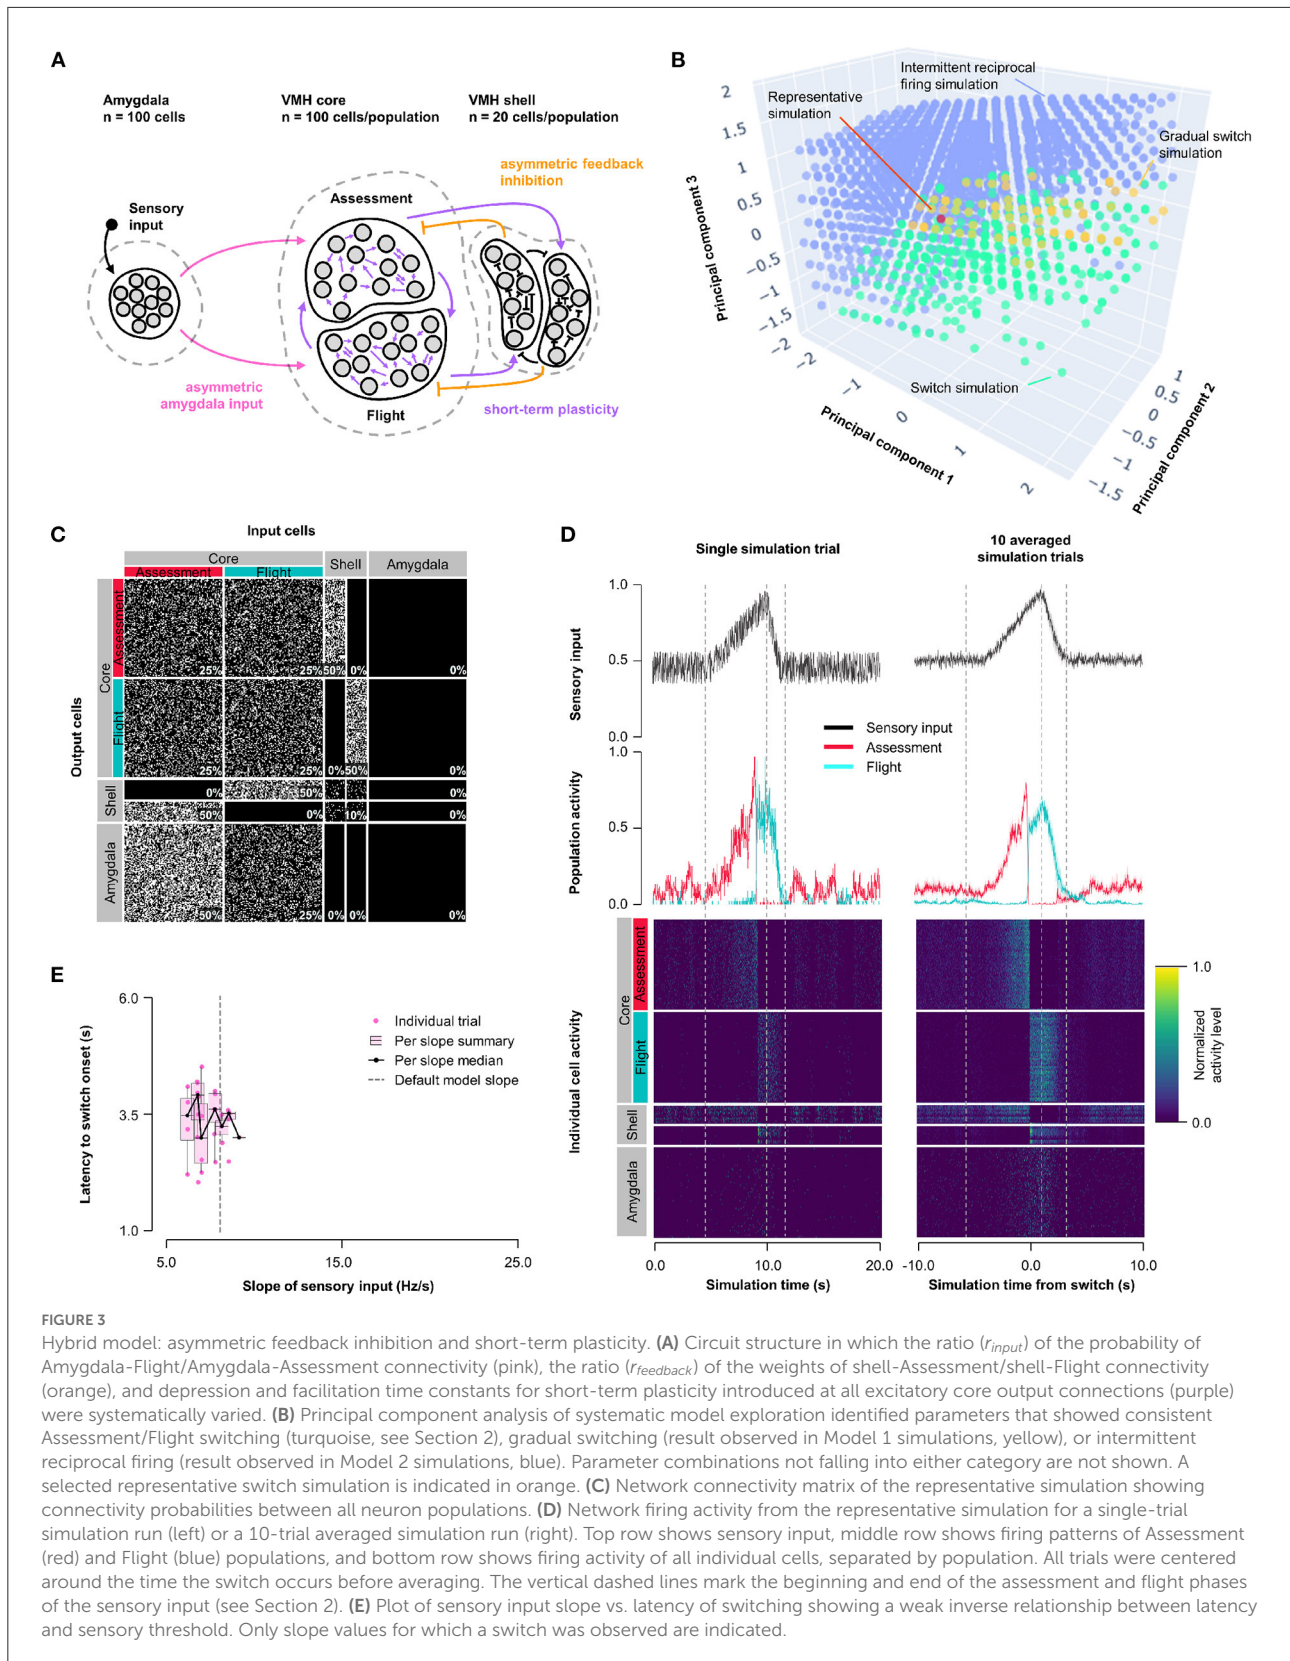 A
Amygdala
n = 100 cells
VMH core
n = 100 cells/population
VMH shell
n = 20 cells/population
asymmetric feedback
inhibition
Assessment
Sensory
input
asymmetric
amygdala input
Flight
short-term plasticity
B
Intermittent reciprocal
firing simulation
Representative
simulation
Gradual switch
simulation
Switch simulation
Principal component 3
2
1.5
1
0.5
0
−0.5
−1
−1.5
−2
Principal component 1
−2
−1
0
1
2
Principal component 2
1
0.5
0
−0.5
−1
−1.5
C
Input cells
Core
Shell
Amygdala
Assessment
Flight
Output cells
Core
Assessment
25%
25%
50%
0%
0%
Flight
25%
25%
0%
50%
0%
Shell
0%
50%
0%
50%
0%
10%
0%
Amygdala
50%
25%
0%
0%
0%
D
Single simulation trial
10 averaged
simulation trials
Sensory input
1.0
0.5
0.0
Sensory input
Assessment
Flight
Population activity
1.0
0.5
0.0
Individual cell activity
Core
Assessment
Flight
Shell
Amygdala
0.0
10.0
20.0
Simulation time (s)
-10.0
0.0
10.0
Simulation time from switch (s)
1.0
0.0
Normalized
activity level
E
Latency to switch onset (s)
6.0
3.5
1.0
Individual trial
Per slope summary
Per slope median
Default model slope
5.0
15.0
25.0
Slope of sensory input (Hz/s)
FIGURE 3
Hybrid model: asymmetric feedback inhibition and short-term plasticity. (A) Circuit structure in which the ratio (rinput) of the probability of
Amygdala-Flight/Amygdala-Assessment connectivity (pink), the ratio (rfeedback) of the weights of shell-Assessment/shell-Flight connectivity
(orange), and depression and facilitation time constants for short-term plasticity introduced at all excitatory core output connections (purple)
were systematically varied. (B) Principal component analysis of systematic model exploration identified parameters that showed consistent
Assessment/Flight switching (turquoise, see Section 2), gradual switching (result observed in Model 1 simulations, yellow), or intermittent
reciprocal firing (result observed in Model 2 simulations, blue). Parameter combinations not falling into either category are not shown. A
selected representative switch simulation is indicated in orange. (C) Network connectivity matrix of the representative simulation showing
connectivity probabilities between all neuron populations. (D) Network firing activity from the representative simulation for a single-trial
simulation run (left) or a 10-trial averaged simulation run (right). Top row shows sensory input, middle row shows firing patterns of Assessment
(red) and Flight (blue) populations, and bottom row shows firing activity of all individual cells, separated by population. All trials were centered
around the time the switch occurs before averaging. The vertical dashed lines mark the beginning and end of the assessment and flight phases
of the sensory input (see Section 2). (E) Plot of sensory input slope vs. latency of switching showing a weak inverse relationship between latency
and sensory threshold. Only slope values for which a switch was observed are indicated.